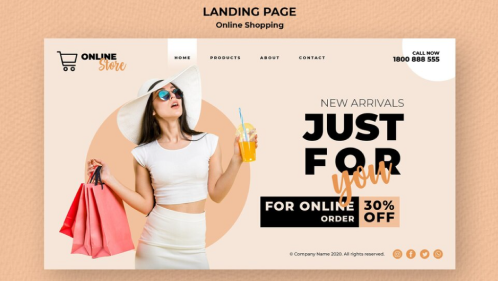 LANDING PAGE
Online Shopping
ONLINE
Store
HOME PRODUCTS ABOUT CONTACT
CALL NOW
1800 888 555
NEW ARRIVALS
JUST
FOR
you
FOR ONLINE
ORDER
30%
OFF
© Company Name 2020. All rights reserved.